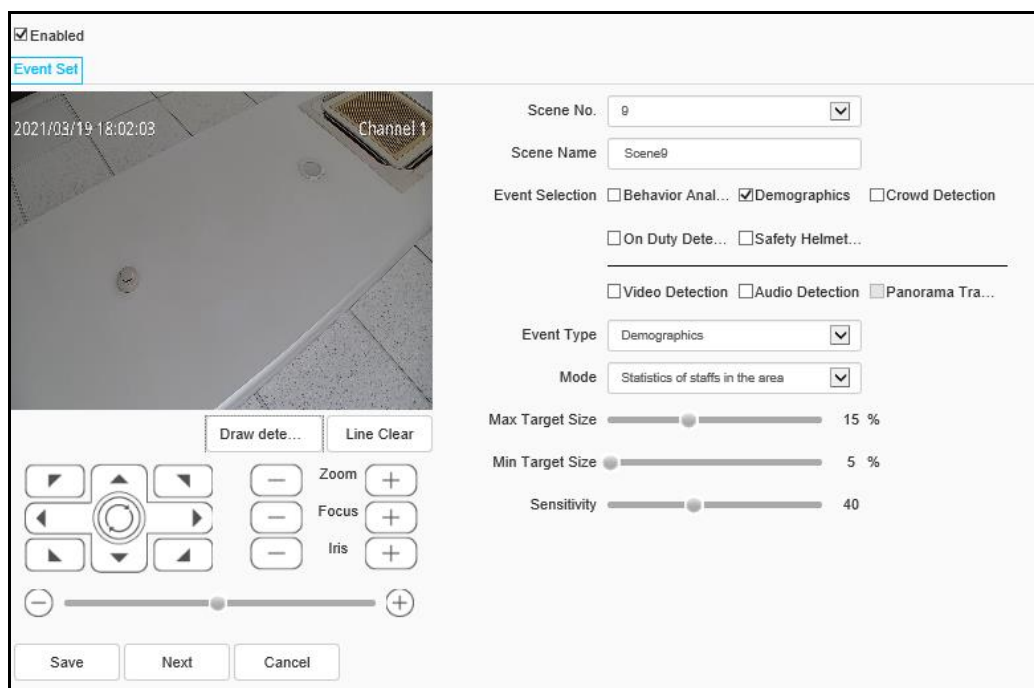 Enabled
Event Set
2021/03/19 18:02:03
Channel 1
Scene No. 9
Scene Name Scene9
Event Selection Behavior Anal... Demographics Crowd Detection
On Duty Dete... Safety Helmet...
Video Detection Audio Detection Panorama Tra...
Event Type Demographics
Mode Statistics of staffs in the area
Max Target Size 15 %
Min Target Size 5 %
Sensitivity 40
Draw dete... Line Clear
Zoom
Focus
Iris
Save Next Cancel